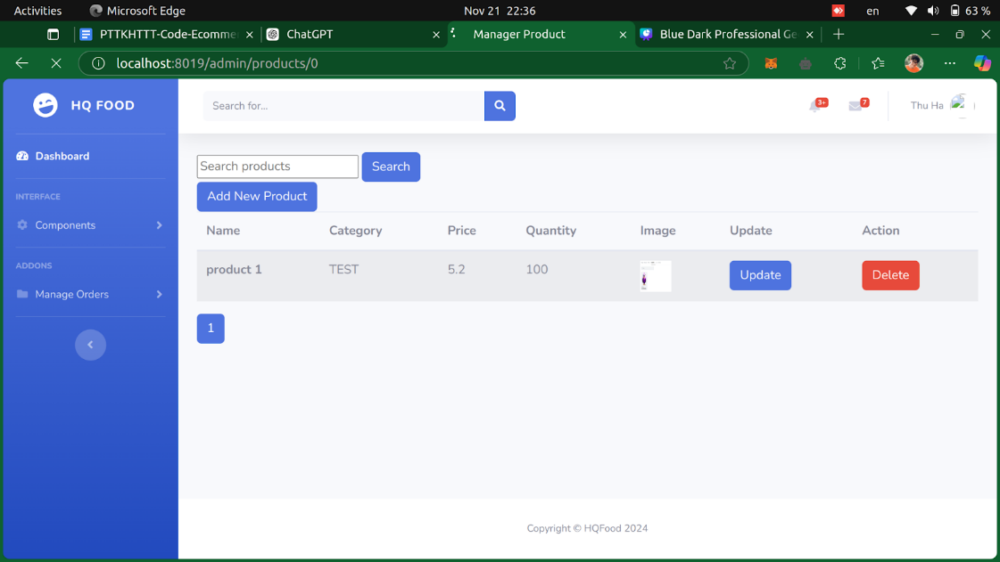 Activities Microsoft Edge Nov 21 22:36 en 63 %
PTTKHTTT-Code-Ecomme ChatGPT Manager Product Blue Dark Professional Ge
localhost:8019/admin/products/0
HQ FOOD Search for... 3+ 7 Thu Ha
Dashboard
INTERFACE
Components
ADDONS
Manage Orders
Search products Search
Add New Product
Name Category Price Quantity Image Update Action
product 1 TEST 5.2 100 Update Delete
1
Copyright © HQFood 2024